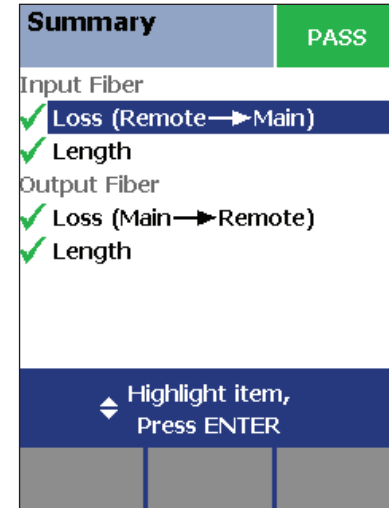 Summary
PASS
Input Fiber
Loss (Remote→Main)
Length
Output Fiber
Loss (Main→Remote)
Length
Highlight item,
Press ENTER